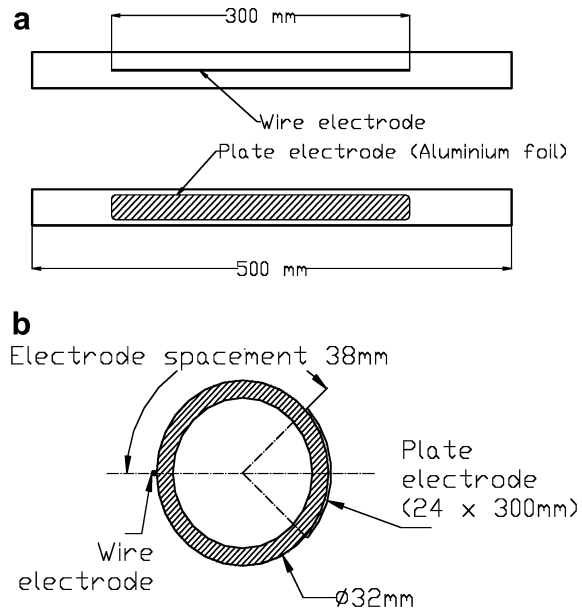 a
300 mm
Wire electrode
Plate electrode (Aluminium foil)
500 mm
b
Electrode spacement 38mm
Plate
electrode
(24 x 300mm)
Wire
electrode
Ø32mm